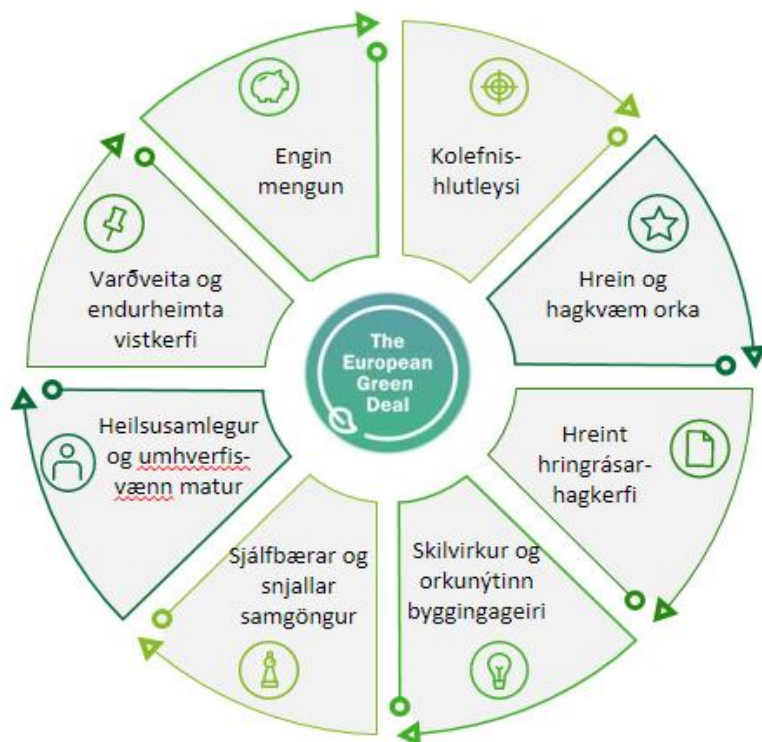 Engin
mengun
Kolefnis-
hlutleysi
Hrein og
hagkvæm orka
Hreint
hringrásar-
hagkerfi
Skilvirkur og
orkunýtinn
byggingageiri
Sjálfbærar og
snjallar
samgöngur
Heilsusamlegur
og umhverfis-
vænn matur
Varðveita og
endurheimta
vistkerfi
The
European
Green
Deal